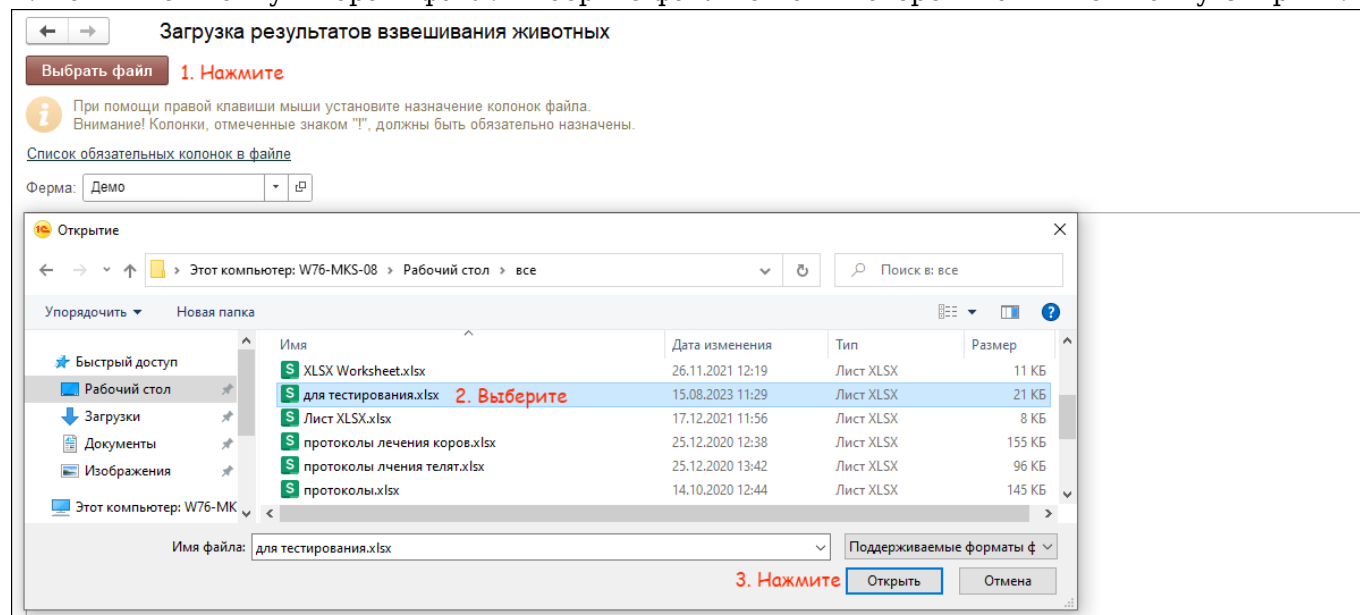 Загрузка результатов взвешивания животных
Выбрать файл 1. Нажмите
При помощи правой клавиши мыши установите назначение колонок файла.
Внимание! Колонки, отмеченные знаком "!", должны быть обязательно назначены.
Список обязательных колонок в файле
Ферма: Демо
1С Открытие
Этот компьютер: W76-MKS-08 › Рабочий стол › все
Поиск в: все
Упорядочить Новая папка
Имя Дата изменения Тип Размер
Быстрый доступ
XLSX Worksheet.xlsx 26.11.2021 12:19 Лист XLSX 11 КБ
Рабочий стол
для тестирования.xlsx 2. Выберите 15.08.2023 11:29 Лист XLSX 21 КБ
Загрузки
Лист XLSX.xlsx 17.12.2021 11:56 Лист XLSX 8 КБ
Документы
протоколы лечения коров.xlsx 25.12.2020 12:38 Лист XLSX 155 КБ
Изображения
протоколы лчения телят.xlsx 25.12.2020 13:42 Лист XLSX 96 КБ
протоколы.xlsx 14.10.2020 12:44 Лист XLSX 145 КБ
Этот компьютер: W76-MK
Имя файла: для тестирования.xlsx Поддерживаемые форматы ф
3. Нажмите Открыть Отмена